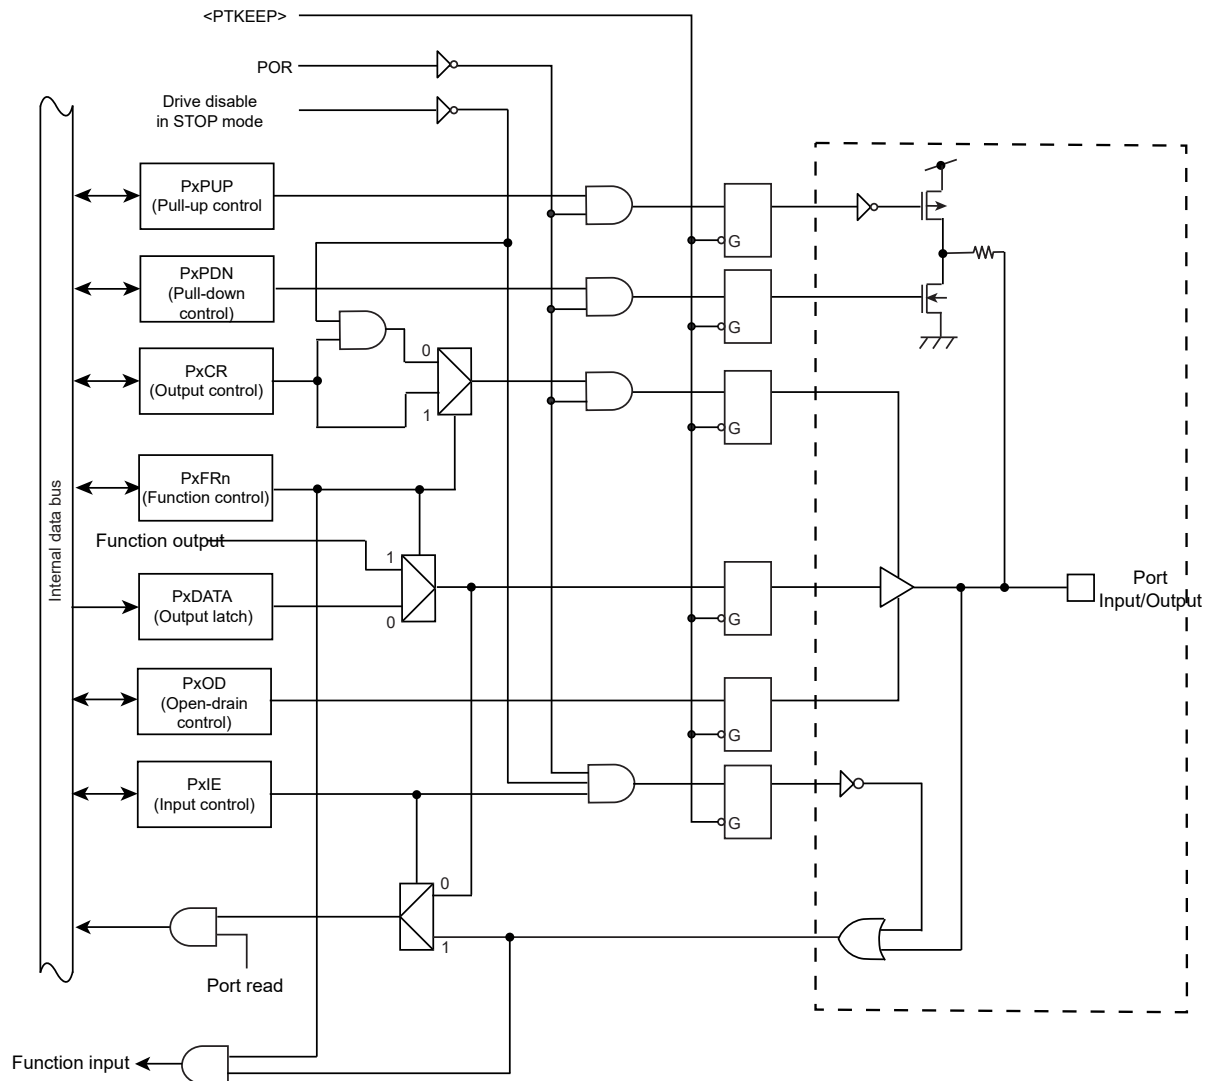 <PTKEEP>
POR
Drive disable
in STOP mode
PxPUP
(Pull-up control
G
PxPDN
(Pull-down
control)
G
PxCR
(Output control)
0
1
G
PxFRn
(Function control)
Internal data bus
Function output
1
PxDATA
(Output latch)
0
G
Port
Input/Output
PxOD
(Open-drain
control)
G
PxIE
(Input control)
G
0
1
Port read
Function input